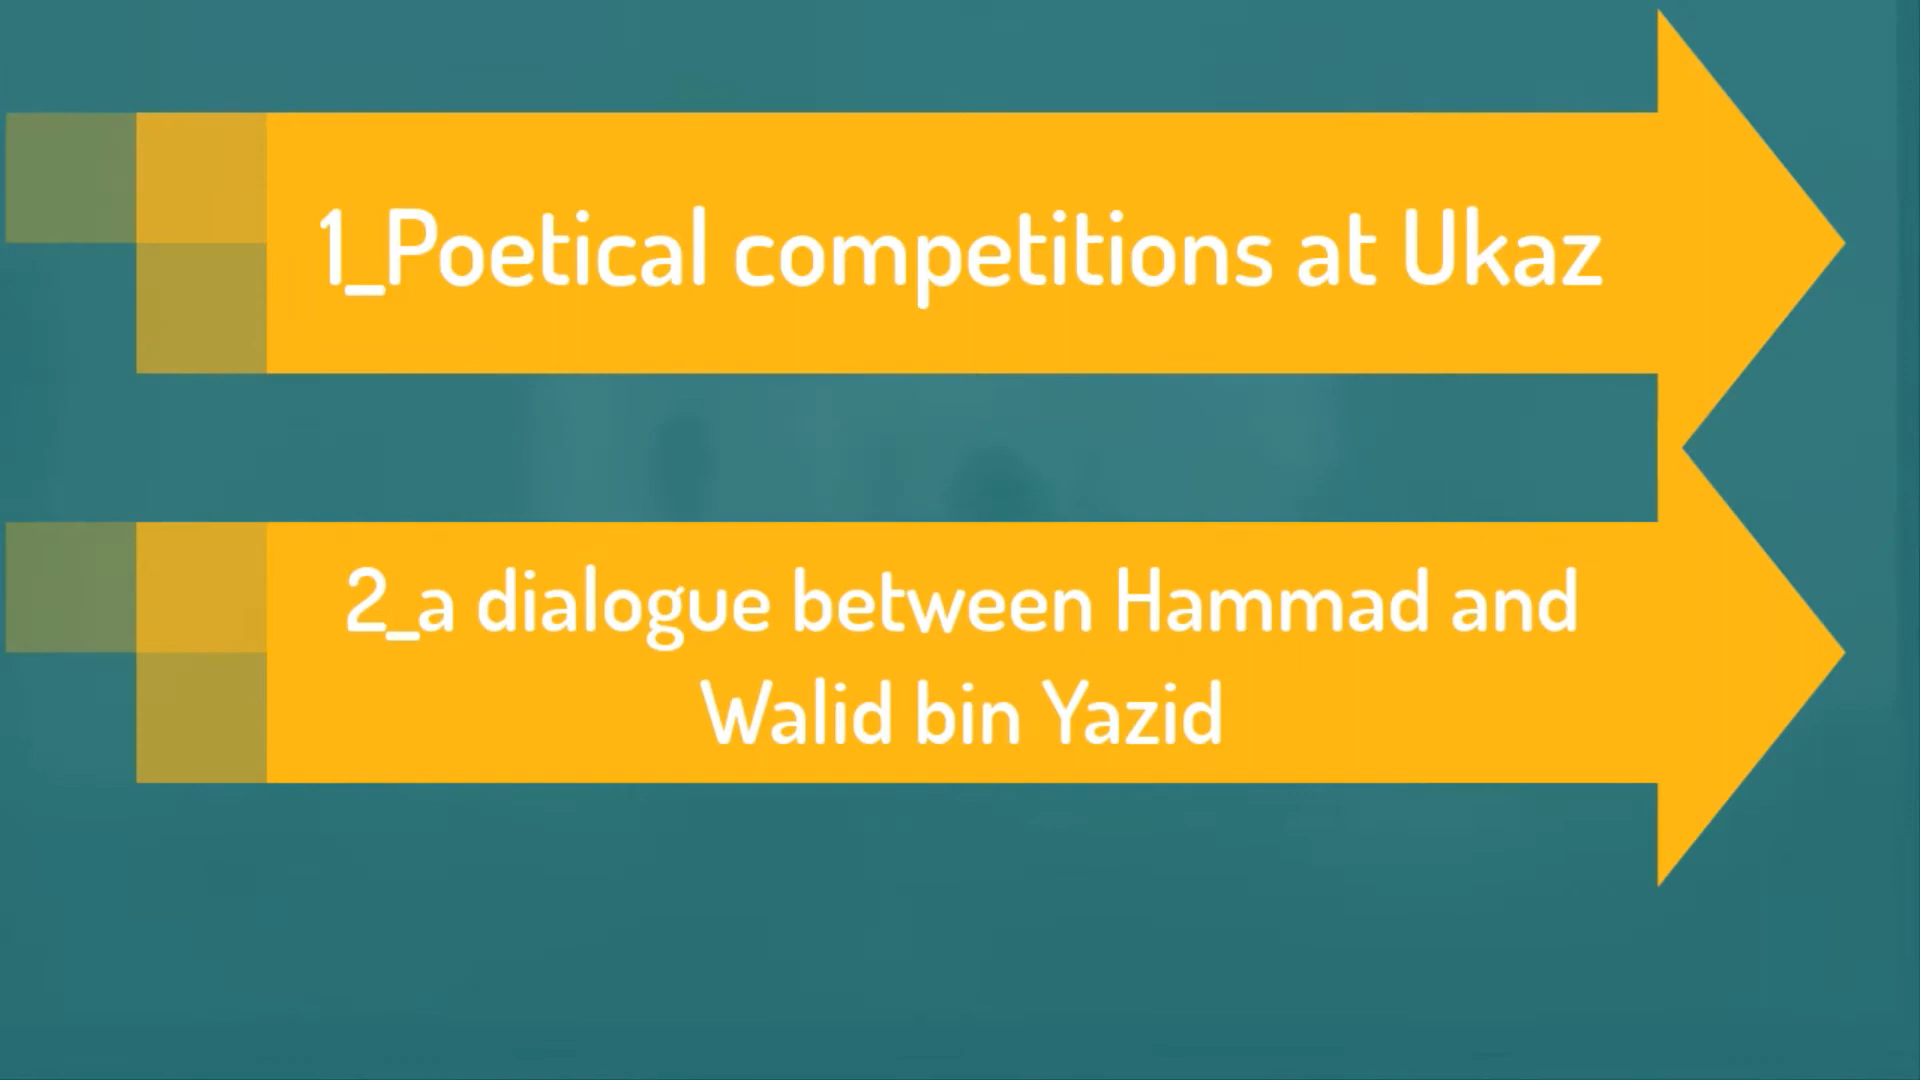 1_Poetical competitions at Ukaz
2_a dialogue between Hammad and
Walid bin Yazid